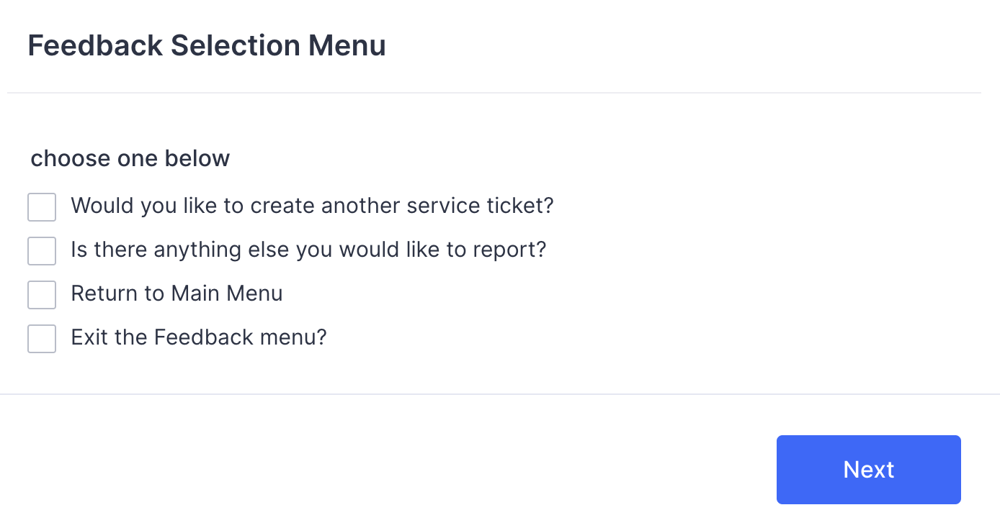 Feedback Selection Menu
choose one below
Would you like to create another service ticket?
Is there anything else you would like to report?
Return to Main Menu
Exit the Feedback menu?
Next